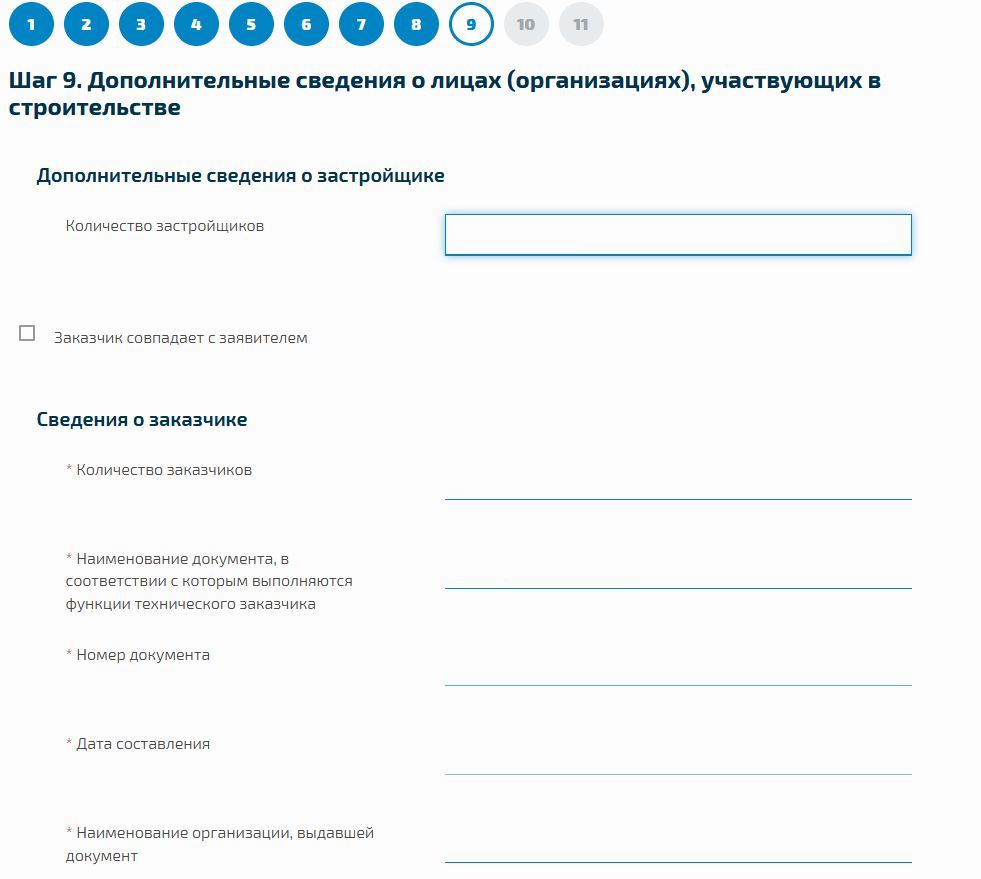 1 2 3 4 5 6 7 8 9 10 11
Шаг 9. Дополнительные сведения о лицах (организациях), участвующих в
строительстве
Дополнительные сведения о застройщике
Количество застройщиков
Заказчик совпадает с заявителем
Сведения о заказчике
* Количество заказчиков
* Наименование документа, в
соответствии с которым выполняются
функции технического заказчика
* Номер документа
* Дата составления
* Наименование организации, выдавшей
документ